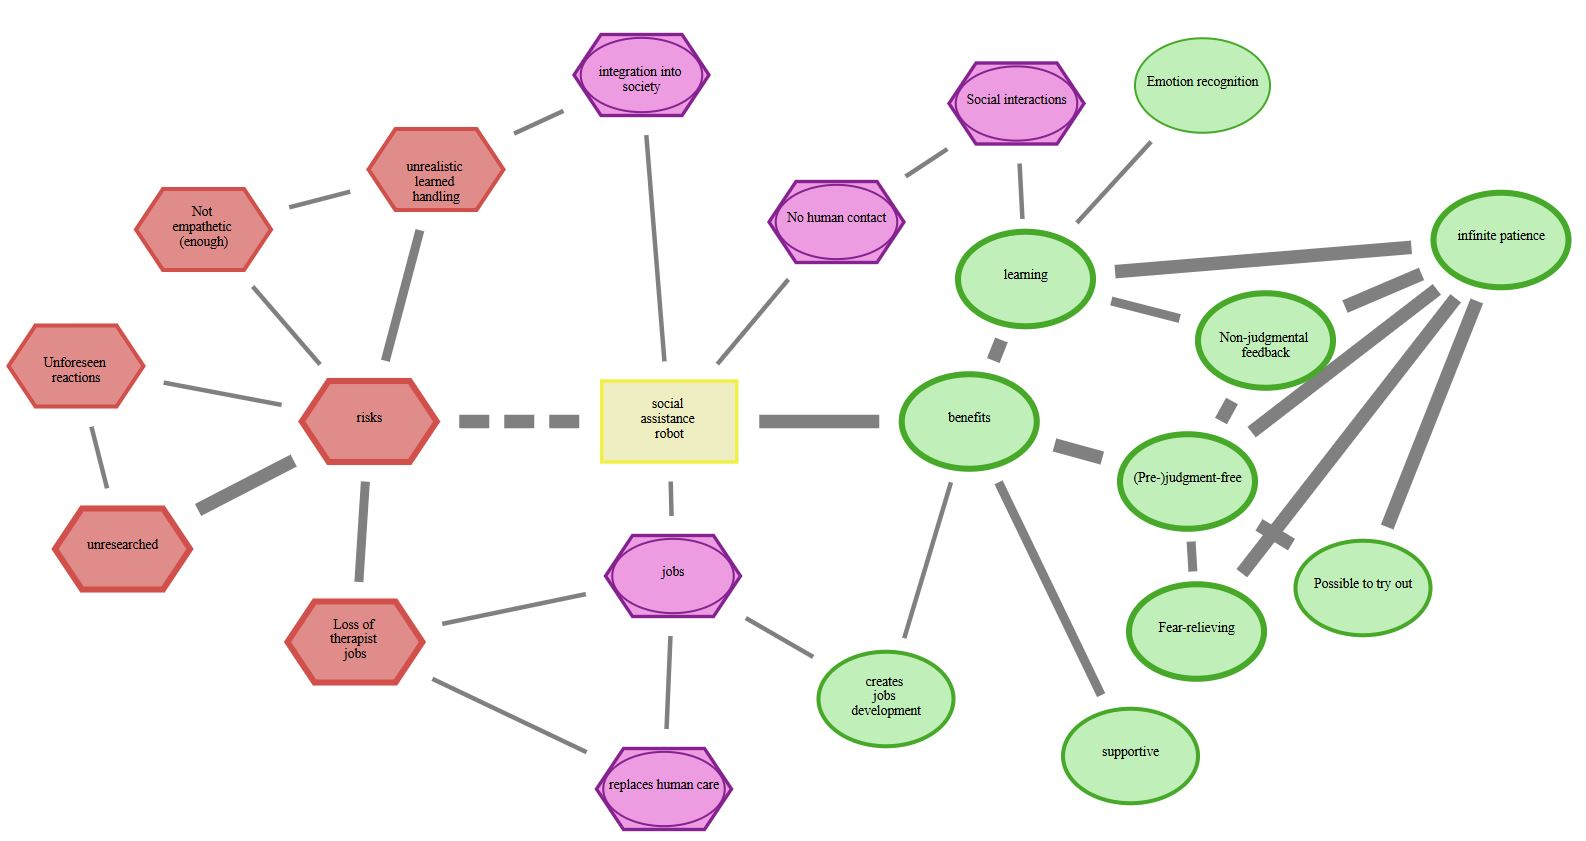 integration into
society
Social interactions
Emotion recognition
unrealistic
learned
handling
Not
empathetic
(enough)
No human contact
infinite patience
learning
Non-judgmental
feedback
Unforeseen
reactions
risks
social
assistance
robot
benefits
(Pre-)judgment-free
unresearched
jobs
Possible to try out
Loss of
therapist
jobs
Fear-relieving
creates
jobs
development
supportive
replaces human care